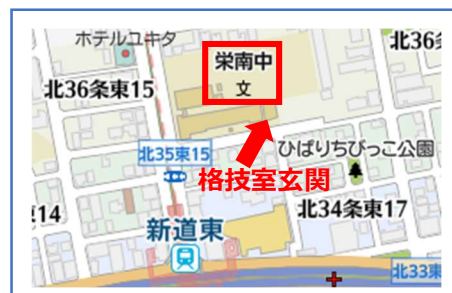 ホテルユキタ
北36
栄南中
文
北36条東15
北35東15
ひばりちびっこ公園
格技室玄関
北34条東17
14
新道東
北33東